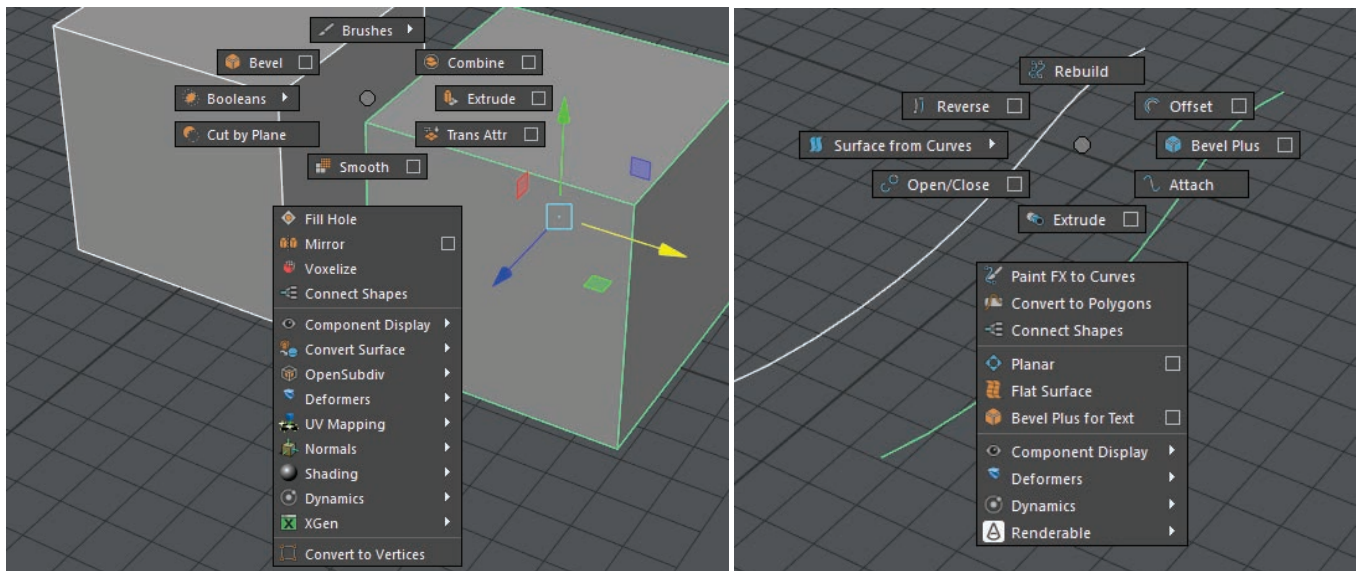 Brushes
Bevel
Combine
Booleans
Extrude
Cut by Plane
Trans Attr
Smooth
Fill Hole
Mirror
Voxelize
Connect Shapes
Component Display
Convert Surface
OpenSubdiv
Deformers
UV Mapping
Normals
Shading
Dynamics
XGen
Convert to Vertices
Rebuild
Reverse
Offset
Surface from Curves
Bevel Plus
Open/Close
Attach
Extrude
Paint FX to Curves
Convert to Polygons
Connect Shapes
Planar
Flat Surface
Bevel Plus for Text
Component Display
Deformers
Dynamics
Renderable